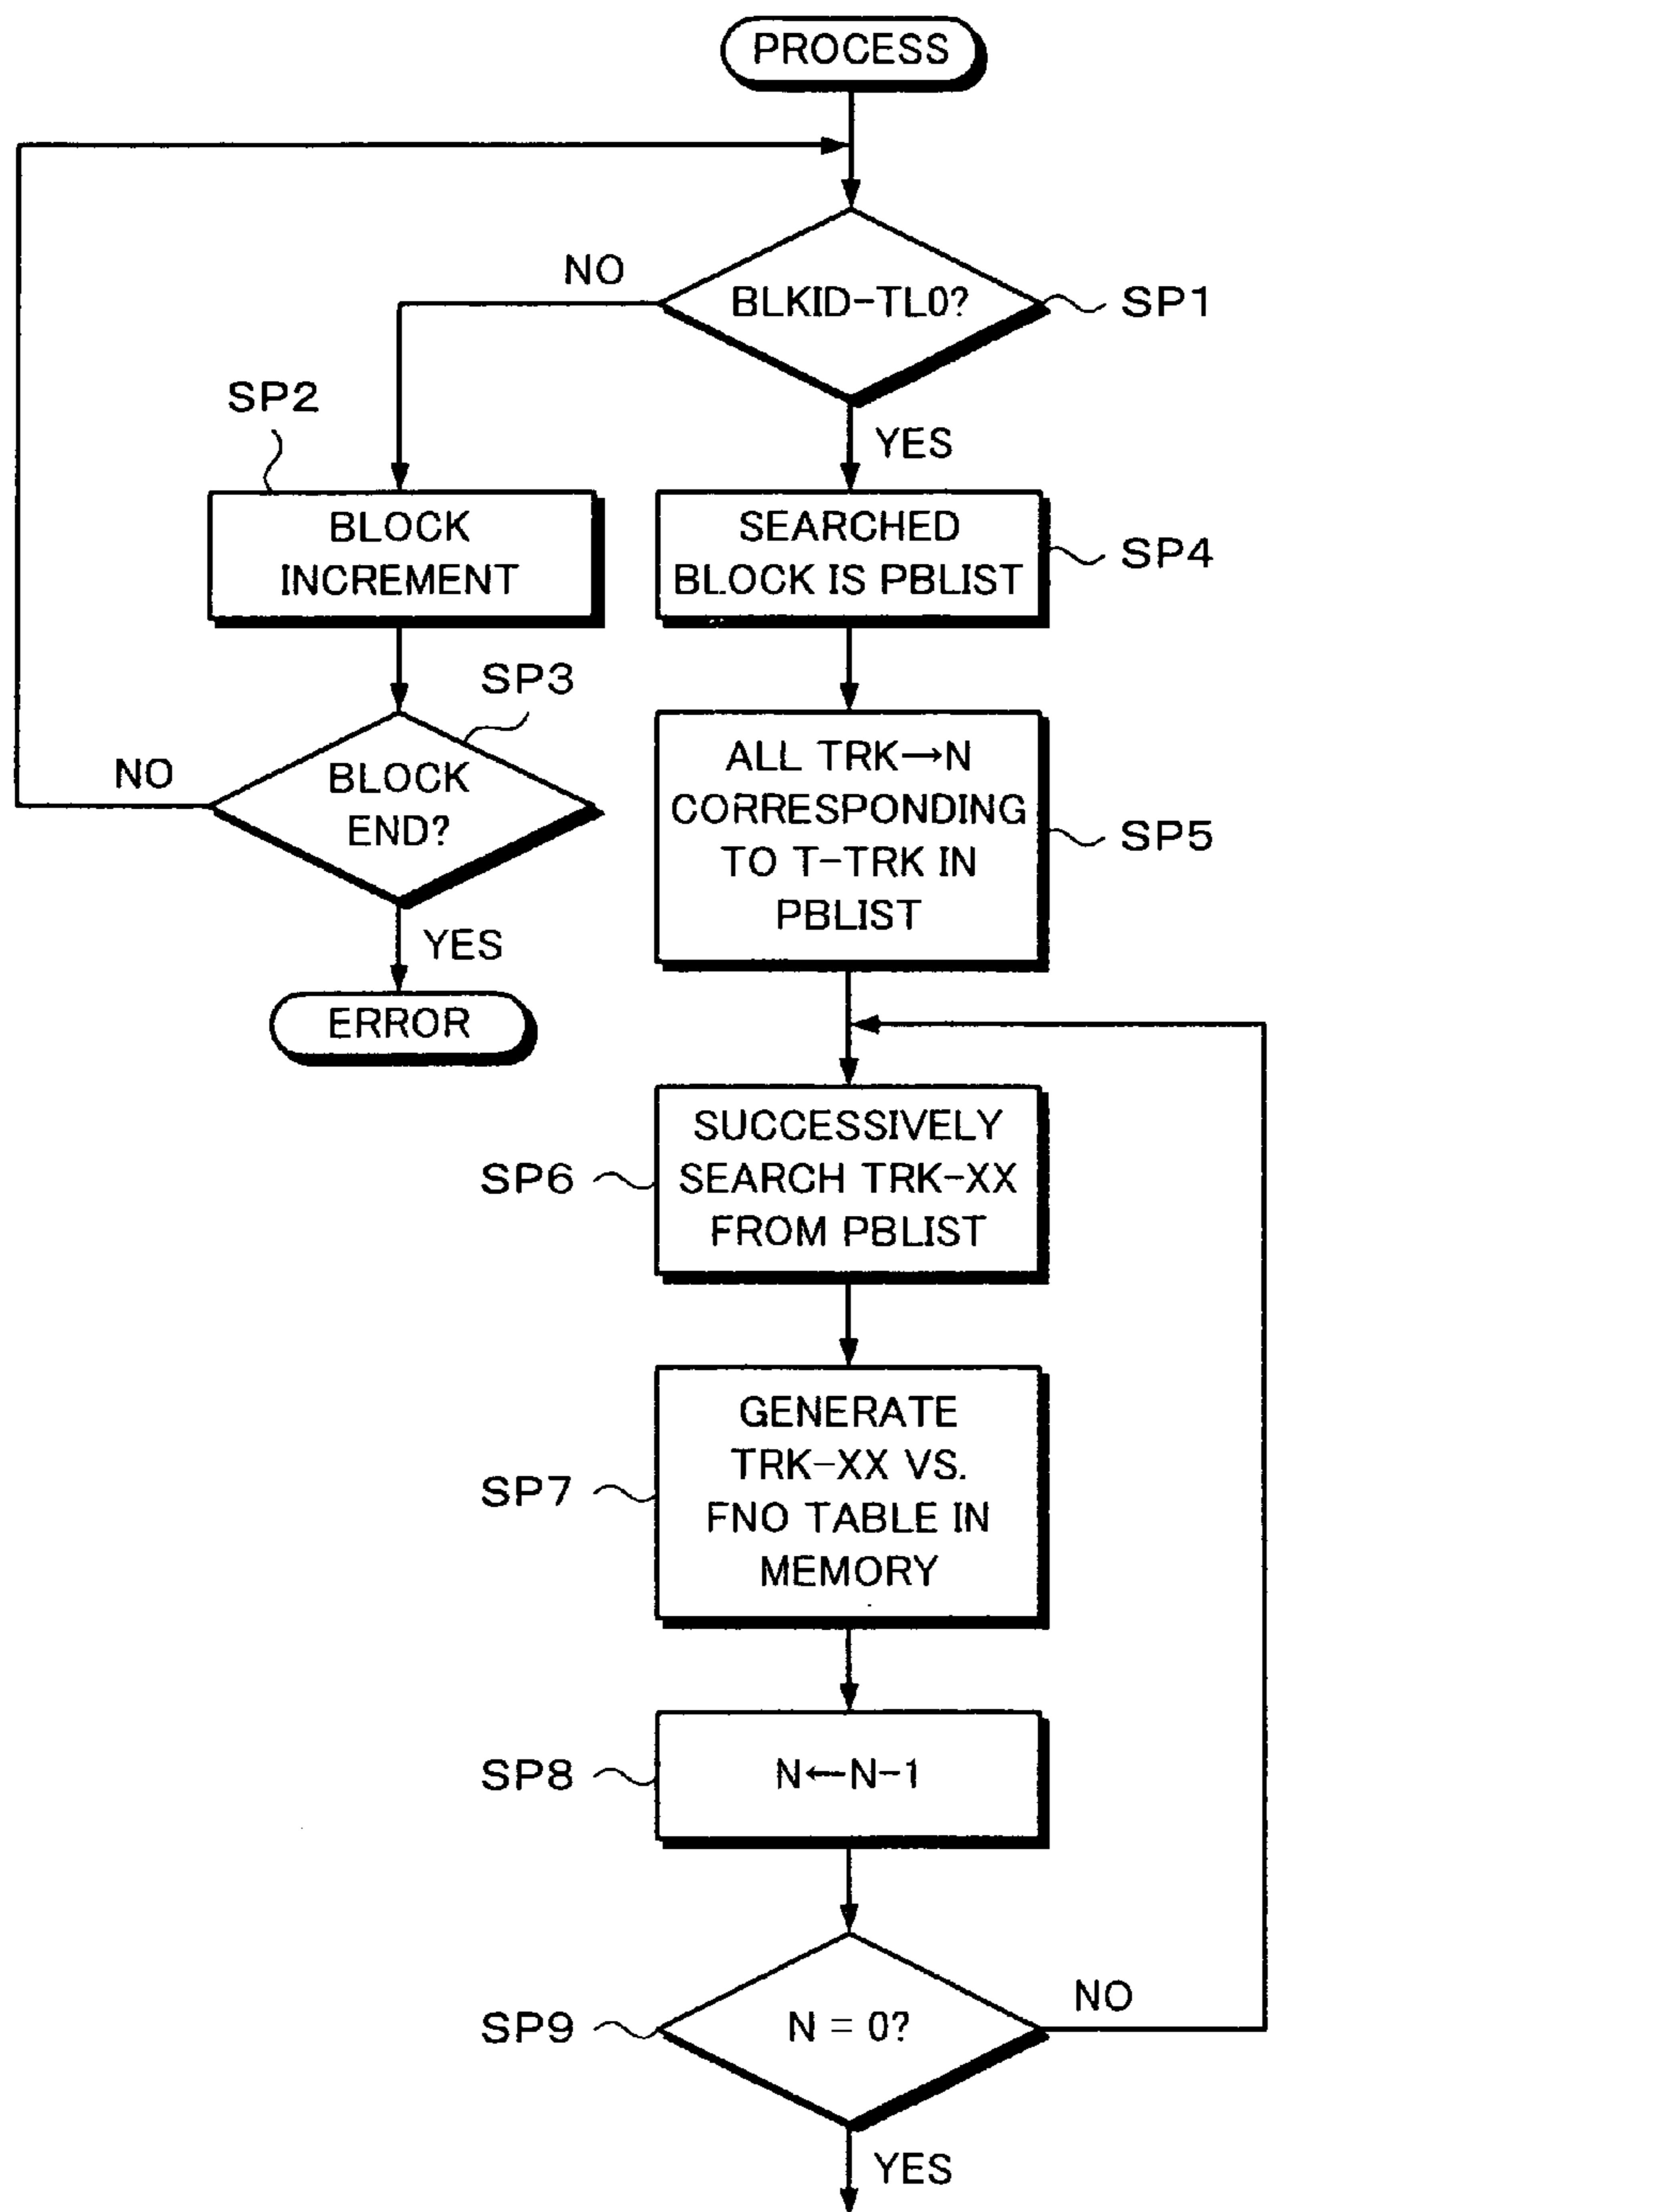 PROCESS
NO
BLKID-TL0?
SP1
SP2
YES
BLOCK
INCREMENT
SEARCHED
BLOCK IS PBLIST
SP4
SP3
NO
BLOCK
END?
ALL TRK→N
CORRESPONDING
TO T-TRK IN
PBLIST
SP5
YES
ERROR
SP6
SUCCESSIVELY
SEARCH TRK-XX
FROM PBLIST
SP7
GENERATE
TRK-XX VS.
FNO TABLE IN
MEMORY
SP8
N←N-1
SP9
N = 0?
NO
YES